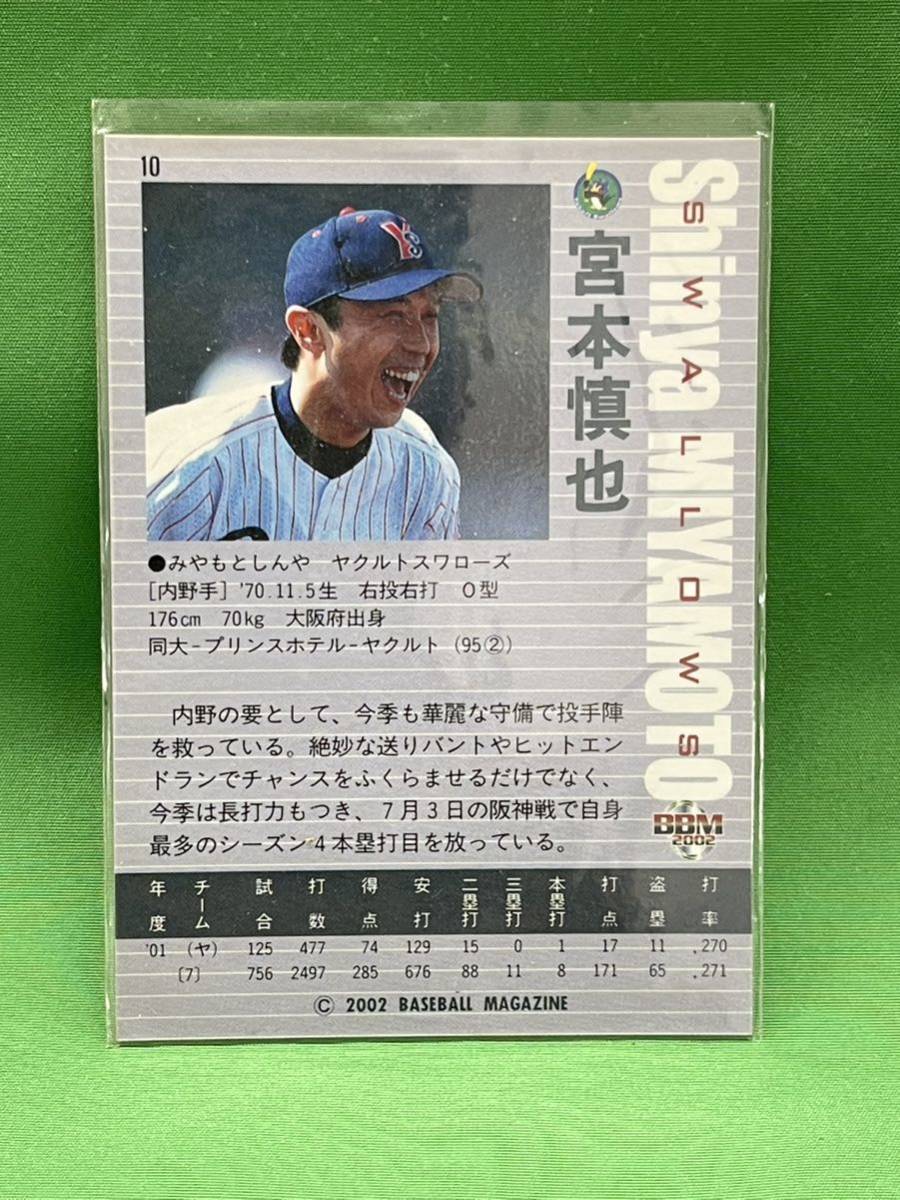 10
Ys
宮本慎也
Shinya MIYAMOTO
SWALLOWS
●みやもとしんや ヤクルトスワローズ
[内野手] '70.11.5生 右投右打 O型
176cm 70kg 大阪府出身
同大-プリンスホテル-ヤクルト (95②)
内野の要として、今季も華麗な守備で投手陣
を救っている。絶妙な送りバントやヒットエン
ドランでチャンスをふくらませるだけでなく、
今季は長打力もつき、7月3日の阪神戦で自身
最多のシーズン4本塁打目を放っている。
BBM
2002
年度 チーム 試合 打数 得点 安打 二塁打 三塁打 本塁打 打点 盗塁 打率
'01 (ヤ) 125 477 74 129 15 0 1 17 11 .270
[7] 756 2497 285 676 88 11 8 171 65 .271
© 2002 BASEBALL MAGAZINE